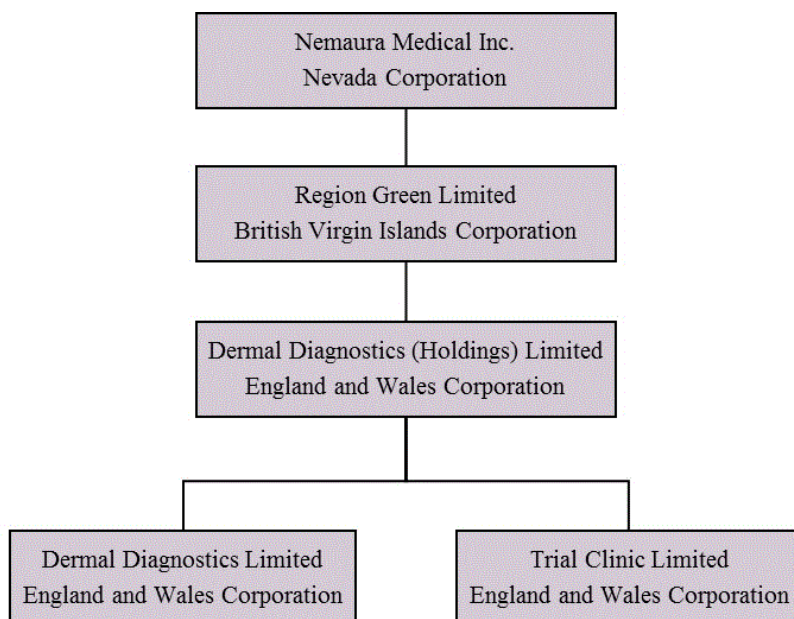 Nemaura Medical Inc.
Nevada Corporation
Region Green Limited
British Virgin Islands Corporation
Dermal Diagnostics (Holdings) Limited
England and Wales Corporation
Dermal Diagnostics Limited
England and Wales Corporation
Trial Clinic Limited
England and Wales Corporation